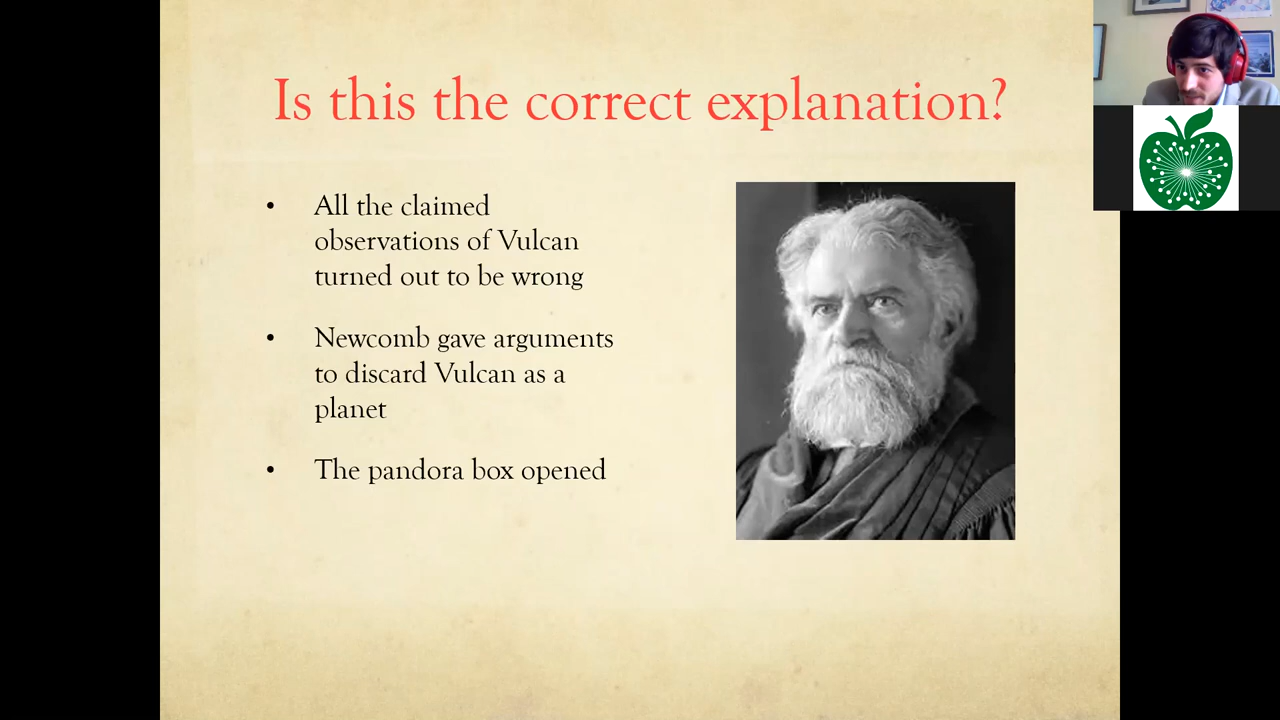 Is this the correct explanation?
• All the claimed
observations of Vulcan
turned out to be wrong
• Newcomb gave arguments
to discard Vulcan as a
planet
• The pandora box opened